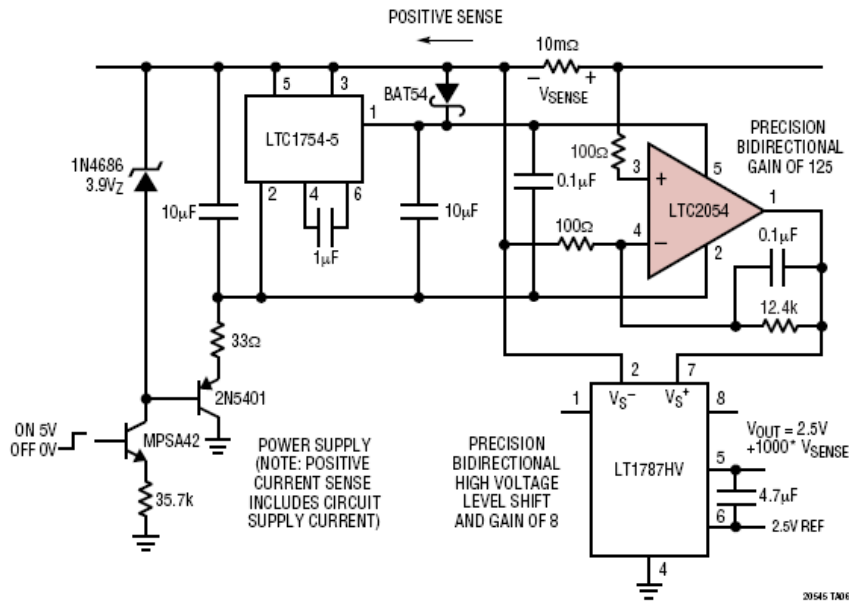 POSITIVE SENSE
10mΩ
− +
VSENSE
BAT54
5
3
1
LTC1754-5
2
4
6
1µF
1N4686
3.9VZ
10µF
10µF
0.1µF
100Ω
100Ω
3
+
4
−
5
LTC2054
1
2
PRECISION
BIDIRECTIONAL
GAIN OF 125
0.1µF
12.4k
33Ω
2N5401
ON 5V
OFF 0V
MPSA42
35.7k
POWER SUPPLY
(NOTE: POSITIVE
CURRENT SENSE
INCLUDES CIRCUIT
SUPPLY CURRENT)
PRECISION
BIDIRECTIONAL
HIGH VOLTAGE
LEVEL SHIFT
AND GAIN OF 8
2
7
1
VS−
VS+
8
LT1787HV
VOUT = 2.5V
+1000* VSENSE
5
4.7µF
6
2.5V REF
4
20545 TA06